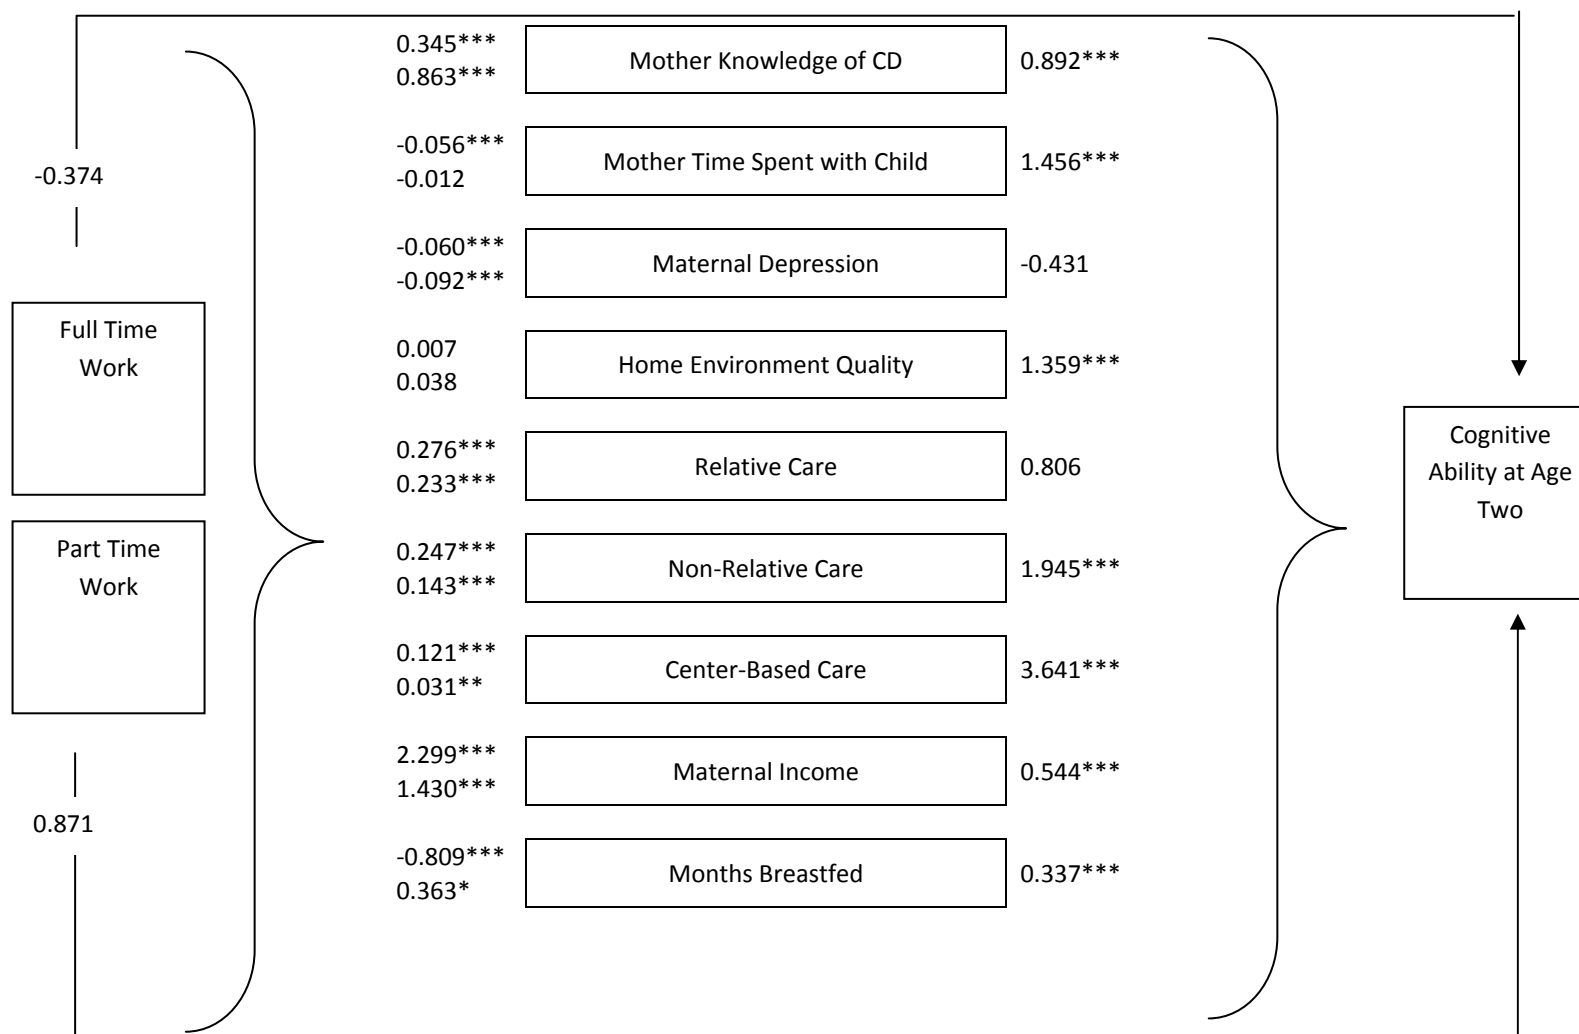 0.345***
0.863***
Mother Knowledge of CD
0.892***
-0.056***
-0.012
Mother Time Spent with Child
1.456***
-0.374
-0.060***
-0.092***
Maternal Depression
-0.431
Full Time
Work
0.007
0.038
Home Environment Quality
1.359***
0.276***
0.233***
Relative Care
0.806
Cognitive
Ability at Age
Two
Part Time
Work
0.247***
0.143***
Non-Relative Care
1.945***
0.121***
0.031**
Center-Based Care
3.641***
2.299***
1.430***
Maternal Income
0.544***
0.871
-0.809***
0.363*
Months Breastfed
0.337***